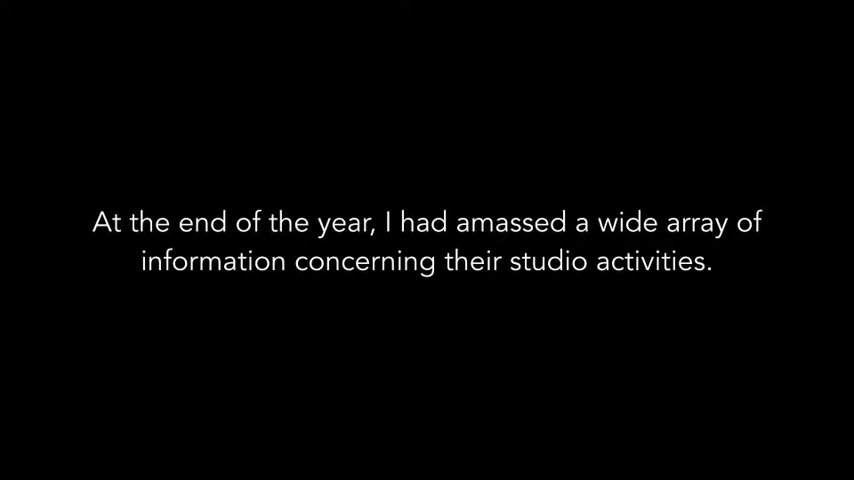 At the end of the year, I had amassed a wide array of
information concerning their studio activities.